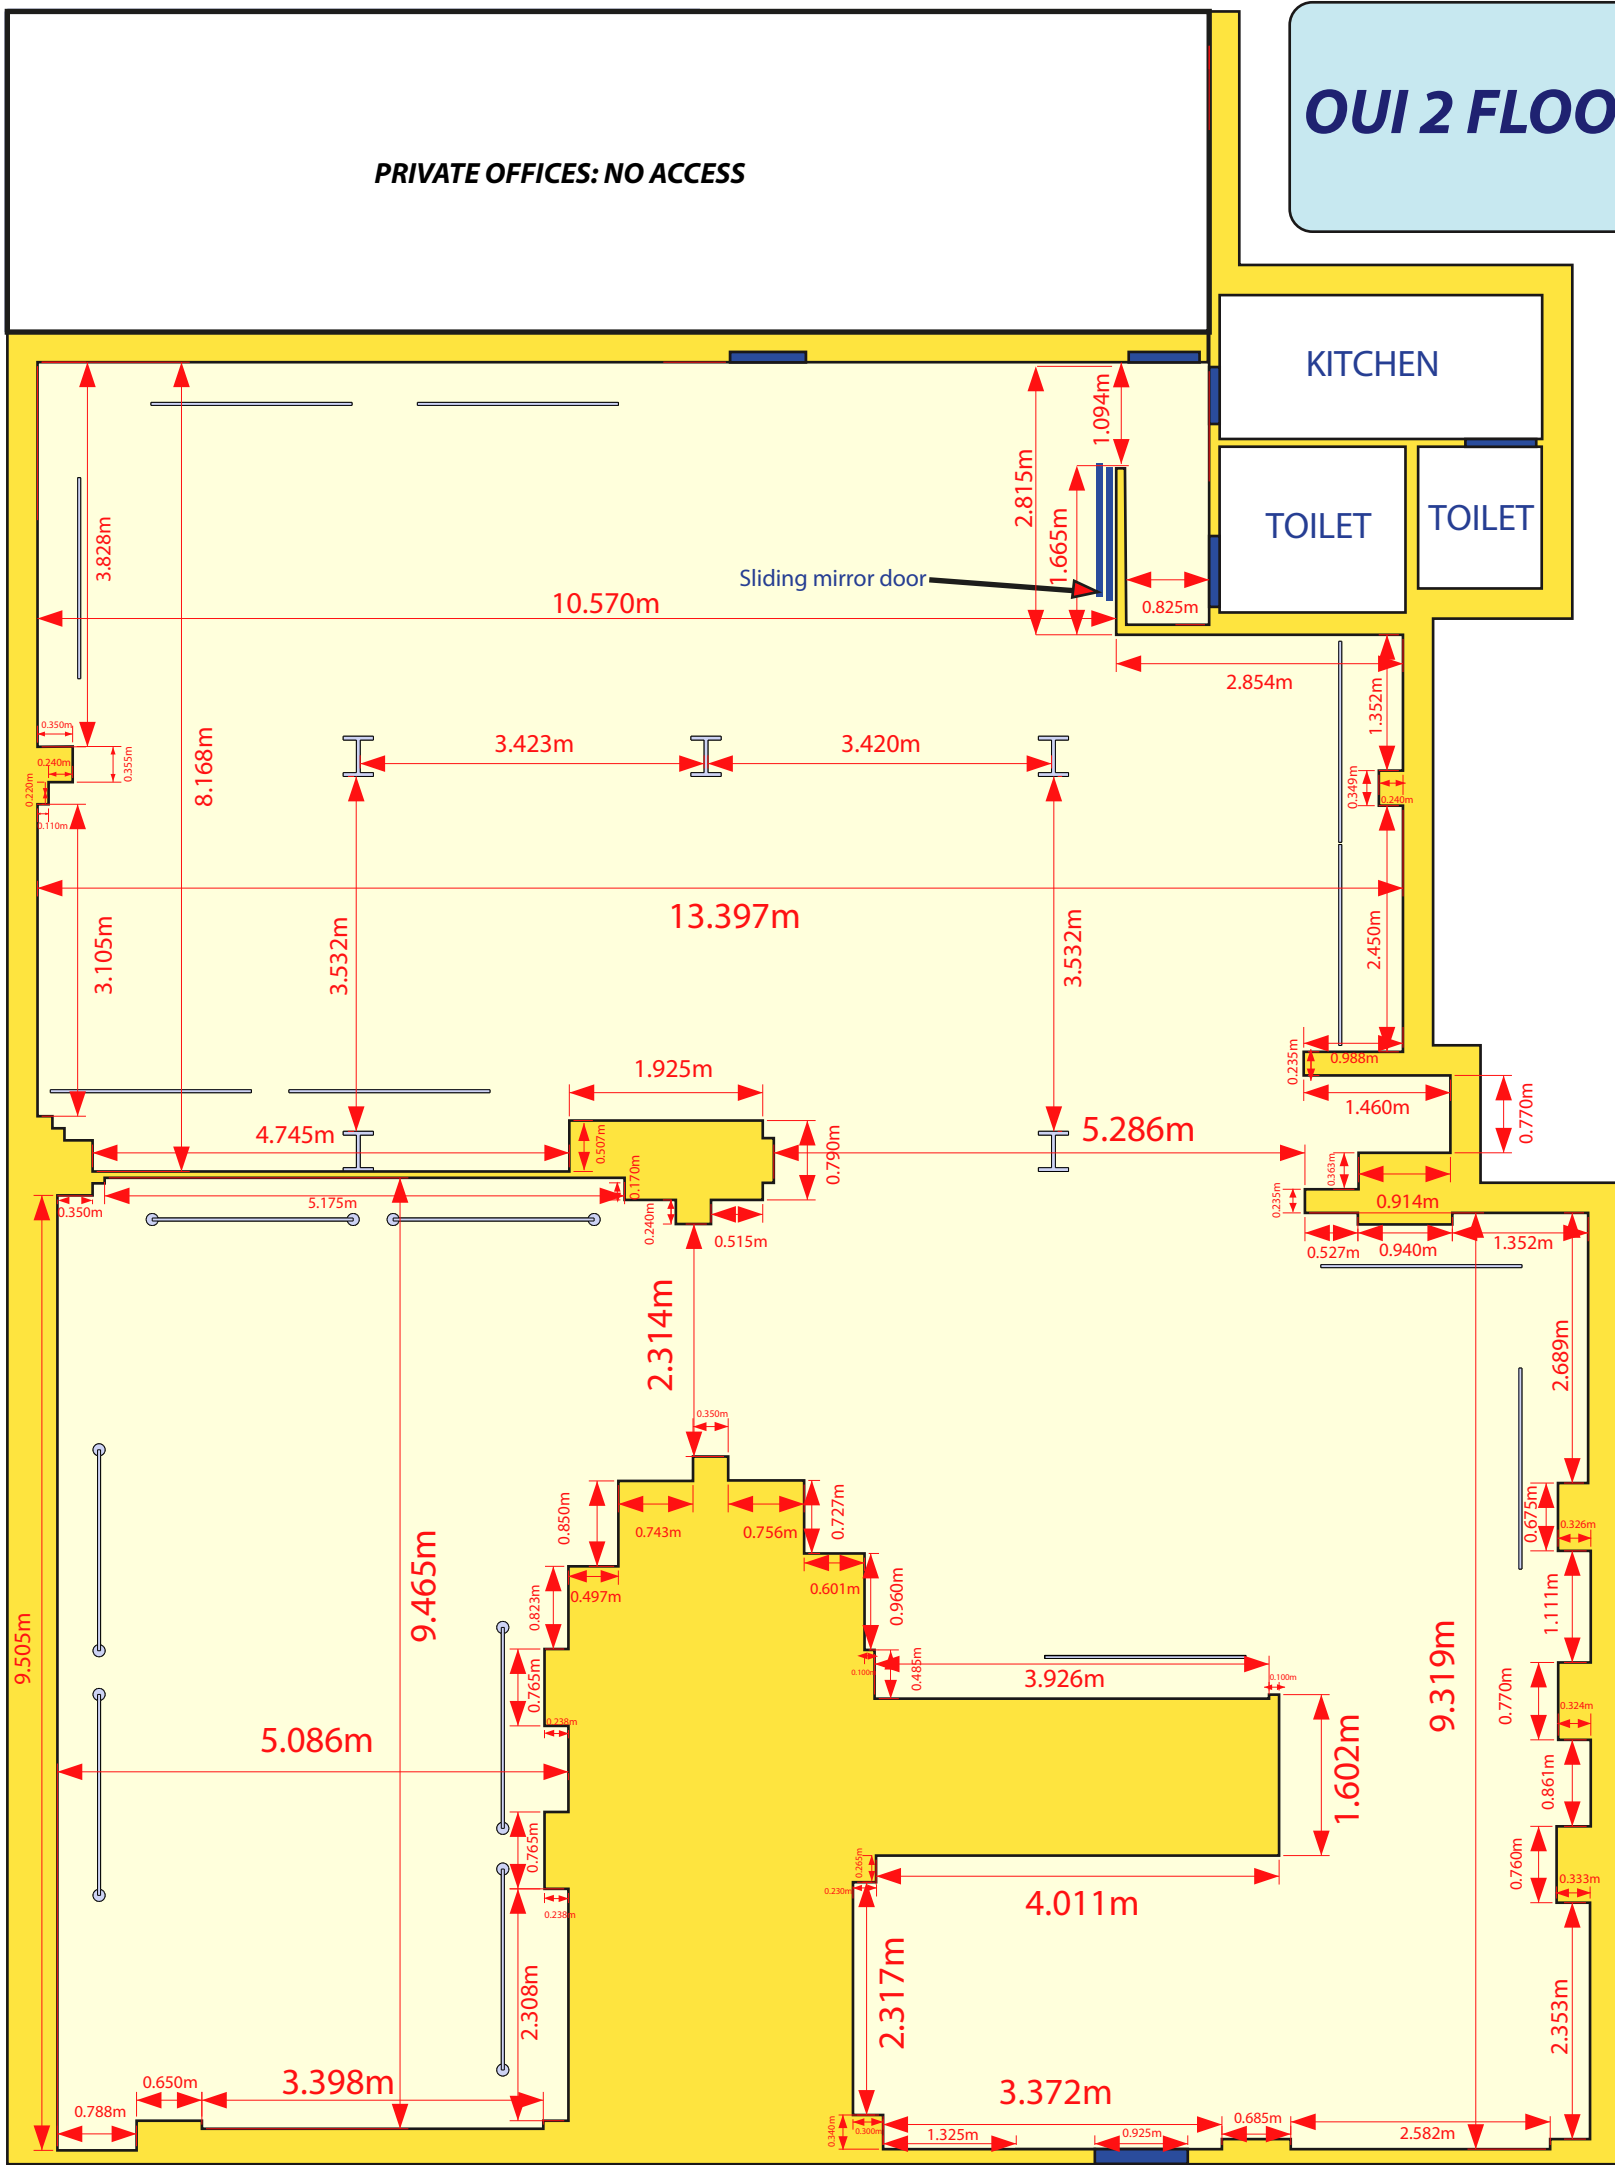 OUI 2 FLOO
PRIVATE OFFICES: NO ACCESS
KITCHEN
TOILET
TOILET
1.094m
2.815m
1.665m
3.828m
Sliding mirror door
10.570m
0.825m
2.854m
1.352m
0.350m
0.240m
0.355m
0.220m
0.110m
8.168m
3.423m
3.420m
0.349m
0.240m
13.397m
3.105m
3.532m
3.532m
2.450m
0.235m
0.988m
1.925m
1.460m
0.770m
4.745m
0.507m
0.790m
5.286m
0.170m
0.363m
0.350m
5.175m
0.235m
0.914m
0.240m
0.515m
0.527m
0.940m
1.352m
2.314m
2.689m
0.350m
0.850m
0.743m
0.756m
0.727m
0.675m
0.326m
9.465m
0.823m
0.497m
0.601m
0.960m
1.111m
9.505m
0.765m
0.100m
0.485m
3.926m
0.100m
9.319m
0.770m
0.324m
0.238m
5.086m
1.602m
0.861m
0.765m
0.265m
0.230m
4.011m
0.760m
0.333m
0.238m
2.308m
2.317m
2.353m
0.650m
3.398m
0.788m
3.372m
0.340m
0.300m
1.325m
0.925m
0.685m
2.582m